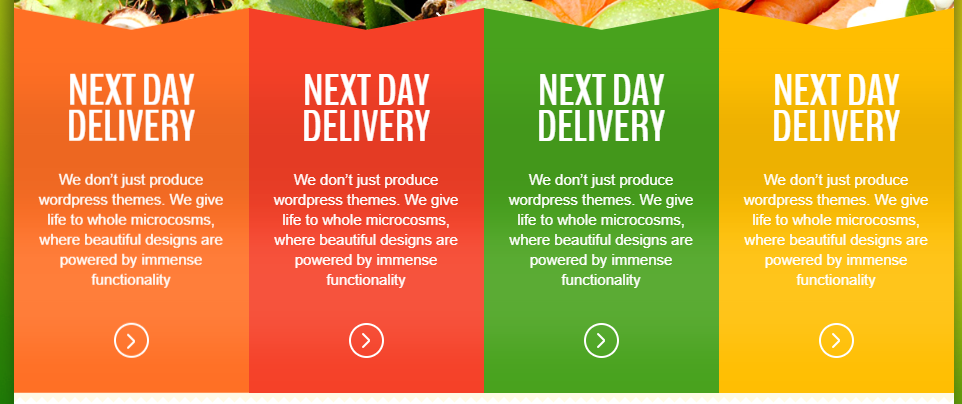 NEXT DAY
DELIVERY
We don’t just produce
wordpress themes. We give
life to whole microcosms,
where beautiful designs are
powered by immense
functionality
NEXT DAY
DELIVERY
We don’t just produce
wordpress themes. We give
life to whole microcosms,
where beautiful designs are
powered by immense
functionality
NEXT DAY
DELIVERY
We don’t just produce
wordpress themes. We give
life to whole microcosms,
where beautiful designs are
powered by immense
functionality
NEXT DAY
DELIVERY
We don’t just produce
wordpress themes. We give
life to whole microcosms,
where beautiful designs are
powered by immense
functionality